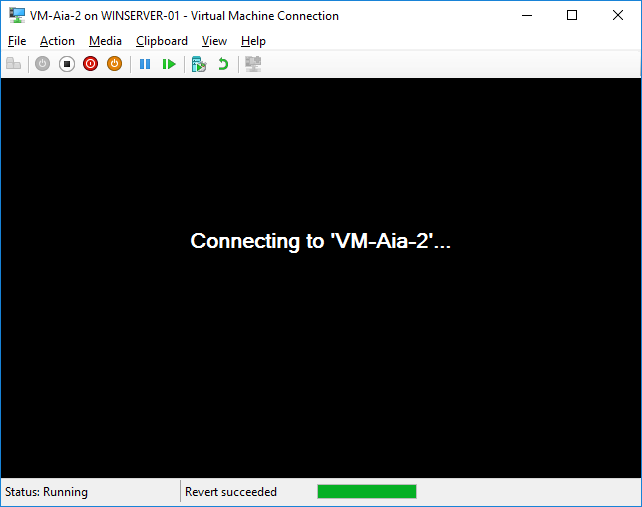 VM-Aia-2 on WINSERVER-01 - Virtual Machine Connection
File Action Media Clipboard View Help
Connecting to 'VM-Aia-2'...
Status: Running Revert succeeded